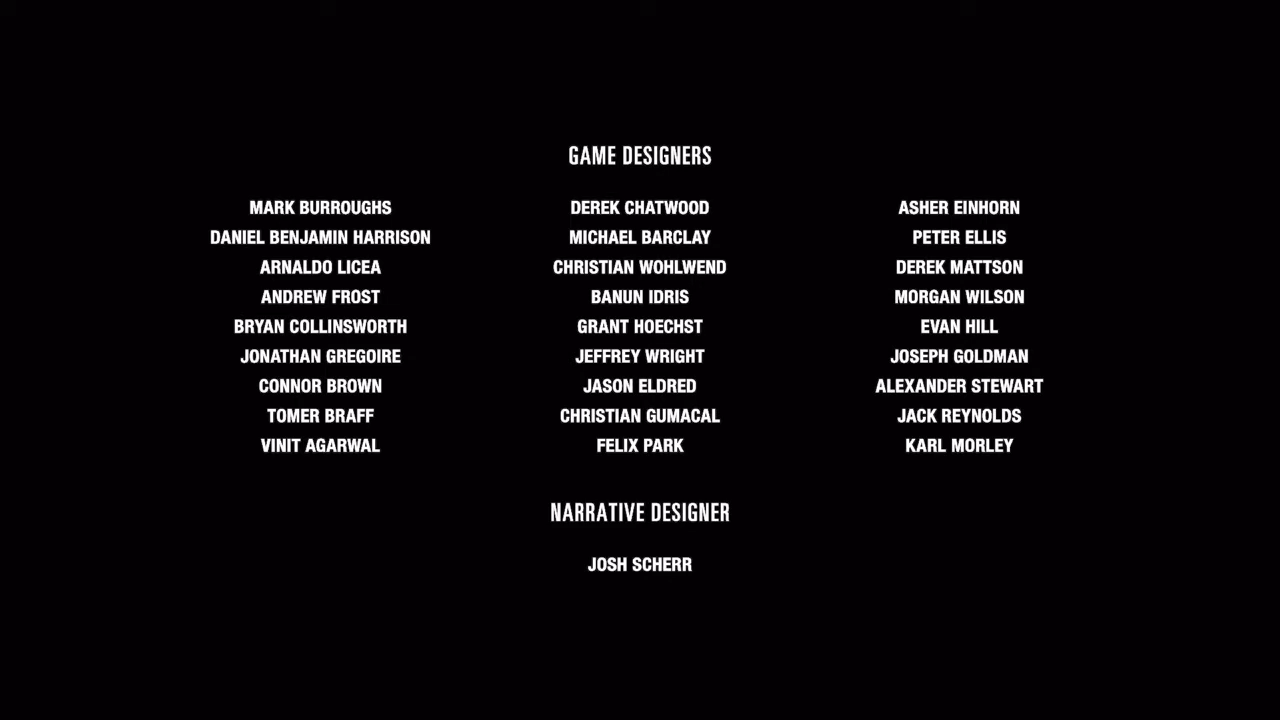 GAME DESIGNERS
MARK BURROUGHS DEREK CHATWOOD ASHER EINHORN
DANIEL BENJAMIN HARRISON MICHAEL BARCLAY PETER ELLIS
ARNALDO LICEA CHRISTIAN WOHLWEND DEREK MATTSON
ANDREW FROST BANUN IDRIS MORGAN WILSON
BRYAN COLLINSWORTH GRANT HOECHST EVAN HILL
JONATHAN GREGOIRE JEFFREY WRIGHT JOSEPH GOLDMAN
CONNOR BROWN JASON ELDRED ALEXANDER STEWART
TOMER BRAFF CHRISTIAN GUMACAL JACK REYNOLDS
VINIT AGARWAL FELIX PARK KARL MORLEY
NARRATIVE DESIGNER
JOSH SCHERR